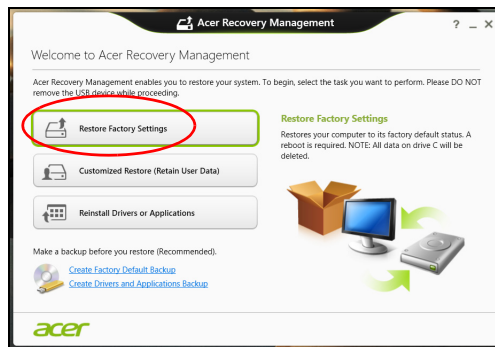 Acer Recovery Management
? _ X
Welcome to Acer Recovery Management
Acer Recovery Management enables you to restore your system. To begin, select the task you want to perform. Please DO NOT
remove the USB device while proceeding.
Restore Factory Settings
Customized Restore (Retain User Data)
Reinstall Drivers or Applications
Restore Factory Settings
Restores your computer to its factory default status. A
reboot is required. NOTE: All data on drive C will be
deleted.
Make a backup before you restore (Recommended).
Create Factory Default Backup
Create Drivers and Applications Backup
acer